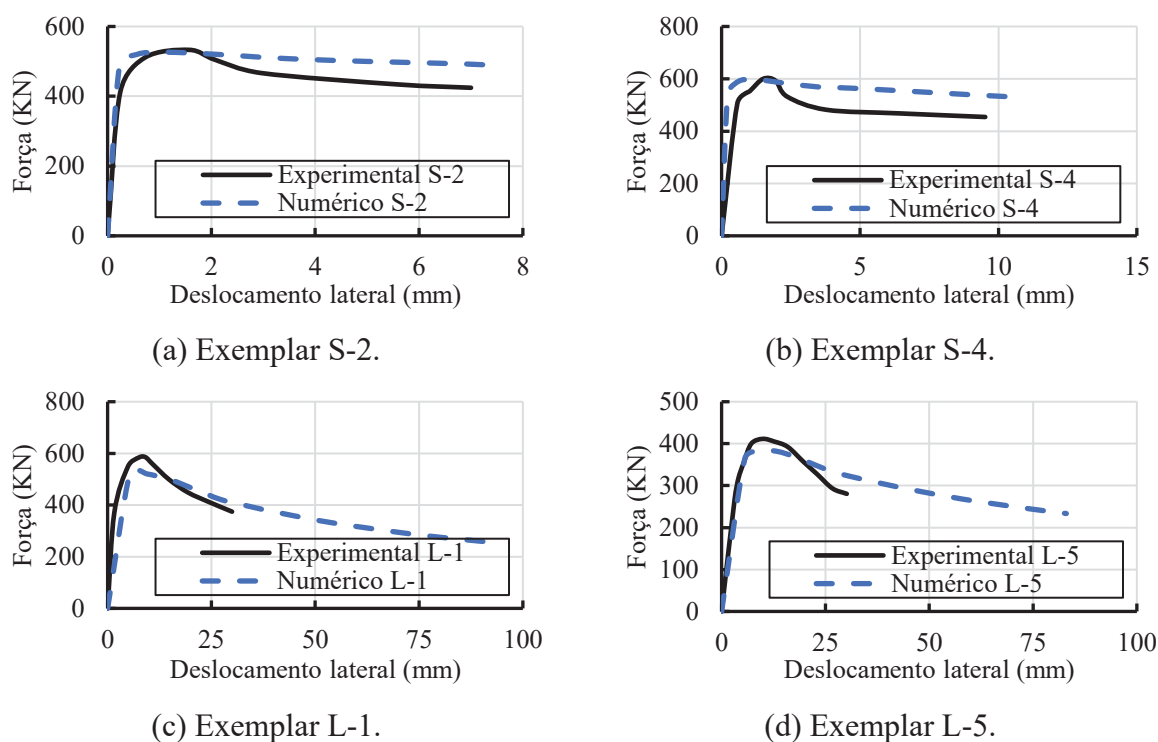 600
400
200
0
Força (KN)
Experimental S-2
Numérico S-2
0 2 4 6 8
Deslocamento lateral (mm)
(a) Exemplar S-2.
800
600
400
200
0
Força (KN)
Experimental S-4
Numérico S-4
0 5 10 15
Deslocamento lateral (mm)
(b) Exemplar S-4.
800
600
400
200
0
Força (KN)
Experimental L-1
Numérico L-1
0 25 50 75 100
Deslocamento lateral (mm)
(c) Exemplar L-1.
500
400
300
200
100
0
Força (KN)
Experimental L-5
Numérico L-5
0 25 50 75 100
Deslocamento lateral (mm)
(d) Exemplar L-5.